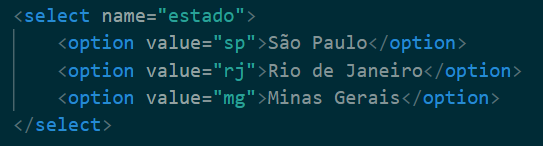 <select name="estado">
<option value="sp">São Paulo</option>
<option value="rj">Rio de Janeiro</option>
<option value="mg">Minas Gerais</option>
</select>